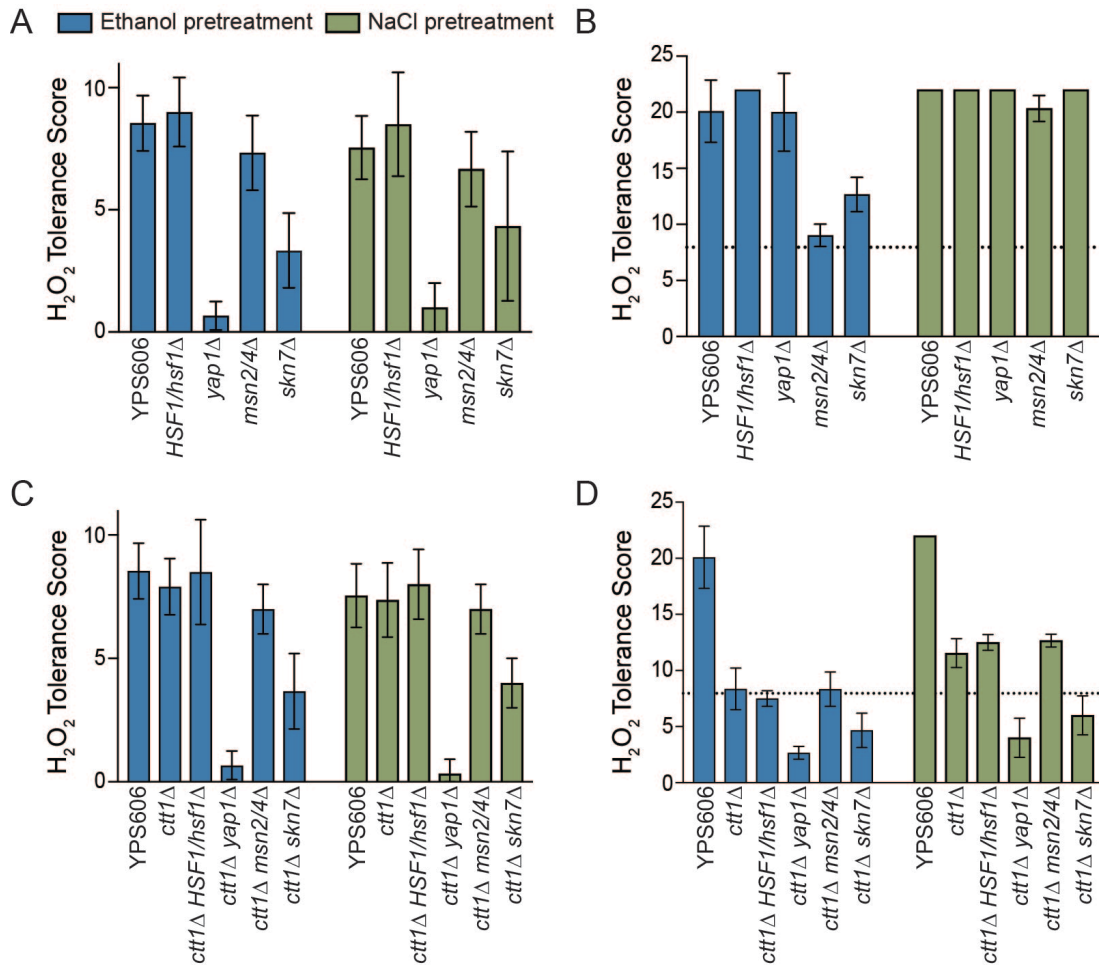 A
Ethanol pretreatment
NaCl pretreatment
H₂O₂ Tolerance Score
10
5
0
YPS606
HSF1/hsf1Δ
yap1Δ
msn2/4Δ
skn7Δ
YPS606
HSF1/hsf1Δ
yap1Δ
msn2/4Δ
skn7Δ
B
H₂O₂ Tolerance Score
25
20
15
10
5
0
YPS606
HSF1/hsf1Δ
yap1Δ
msn2/4Δ
skn7Δ
YPS606
HSF1/hsf1Δ
yap1Δ
msn2/4Δ
skn7Δ
C
H₂O₂ Tolerance Score
10
5
0
YPS606
ctt1Δ
ctt1Δ HSF1/hsf1Δ
ctt1Δ yap1Δ
ctt1Δ msn2/4Δ
ctt1Δ skn7Δ
YPS606
ctt1Δ
ctt1Δ HSF1/hsf1Δ
ctt1Δ yap1Δ
ctt1Δ msn2/4Δ
ctt1Δ skn7Δ
D
H₂O₂ Tolerance Score
25
20
15
10
5
0
YPS606
ctt1Δ
ctt1Δ HSF1/hsf1Δ
ctt1Δ yap1Δ
ctt1Δ msn2/4Δ
ctt1Δ skn7Δ
YPS606
ctt1Δ
ctt1Δ HSF1/hsf1Δ
ctt1Δ yap1Δ
ctt1Δ msn2/4Δ
ctt1Δ skn7Δ